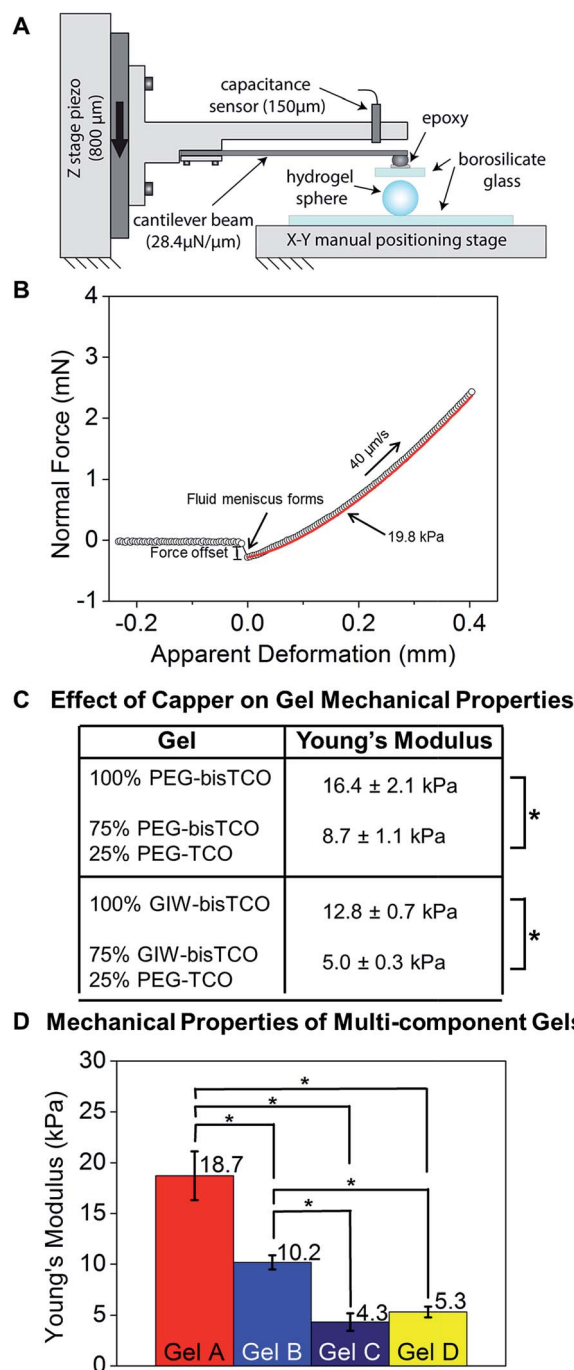 A
Z stage piezo
(800 µm)
capacitance
sensor (150µm)
epoxy
borosilicate
glass
hydrogel
sphere
cantilever beam
(28.4µN/µm)
X-Y manual positioning stage
B
Normal Force (mN)
4
3
2
1
0
-1
40 µm/s
Fluid meniscus forms
Force offset
19.8 kPa
-0.2
0.0
0.2
0.4
Apparent Deformation (mm)
C Effect of Capper on Gel Mechanical Properties
Gel
Young's Modulus
100% PEG-bisTCO
16.4 ± 2.1 kPa
*
75% PEG-bisTCO
25% PEG-TCO
8.7 ± 1.1 kPa
100% GIW-bisTCO
12.8 ± 0.7 kPa
*
75% GIW-bisTCO
25% PEG-TCO
5.0 ± 0.3 kPa
D Mechanical Properties of Multi-component Gels
Young's Modulus (kPa)
30
25
20
15
10
5
0
*
*
*
*
*
18.7
10.2
4.3
5.3
Gel A
Gel B
Gel C
Gel D